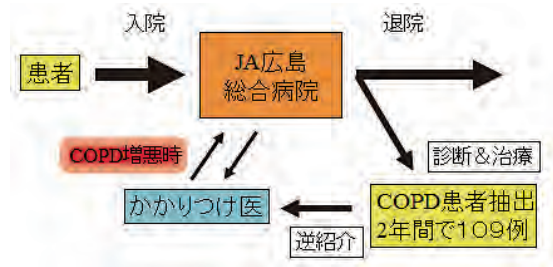 入院
退院
患者
JA広島
総合病院
COPD増悪時
診断&治療
かかりつけ医
逆紹介
COPD患者抽出
2年間で109例